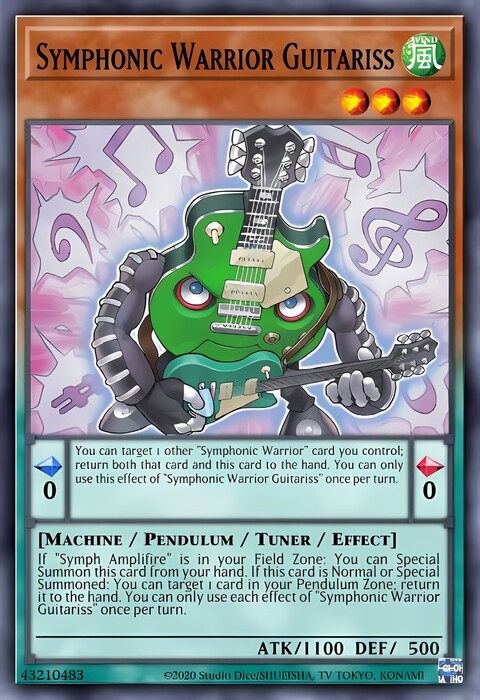 SYMPHONIC WARRIOR GUITARISS
WIND
風
You can target 1 other "Symphonic Warrior" card you control;
return both that card and this card to the hand. You can only
use this effect of "Symphonic Warrior Guitariss" once per turn.
0
0
[MACHINE / PENDULUM / TUNER / EFFECT]
If "Symph Amplifire" is in your Field Zone: You can Special
Summon this card from your hand. If this card is Normal or Special
Summoned: You can target 1 card in your Pendulum Zone; return
it to the hand. You can only use each effect of "Symphonic Warrior
Guitariss" once per turn.
ATK/1100 DEF/ 500
43210483
©2020 Studio Dice/SHUEISHA, TV TOKYO, KONAMI